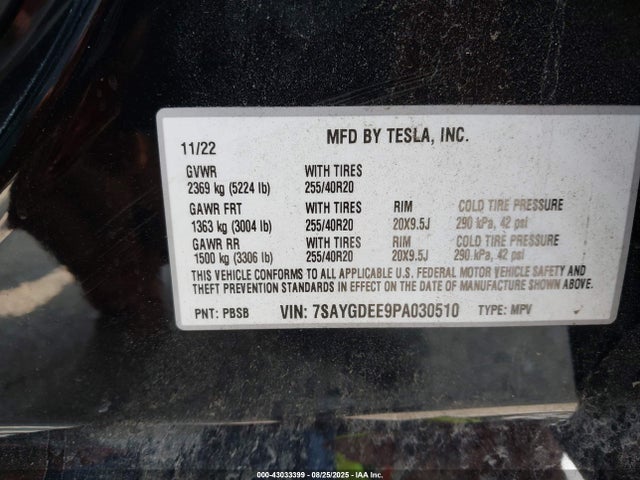 11/22 MFD BY TESLA, INC.
GVWR WITH TIRES
2369 kg (5224 lb) 255/40R20
GAWR FRT WITH TIRES RIM COLD TIRE PRESSURE
1363 kg (3004 lb) 255/40R20 20X9.5J 290 kPa, 42 psi
GAWR RR WITH TIRES RIM COLD TIRE PRESSURE
1500 kg (3306 lb) 255/40R20 20X9.5J 290 kPa, 42 psi
THIS VEHICLE CONFORMS TO ALL APPLICABLE U.S. FEDERAL MOTOR VEHICLE SAFETY AND
THEFT PREVENTION STANDARDS IN EFFECT ON THE DATE OF MANUFACTURE SHOWN ABOVE.
PNT: PBSB VIN: 7SAYGDEE9PA030510 TYPE: MPV
000-43033399 - 08/25/2025 - IAA Inc.